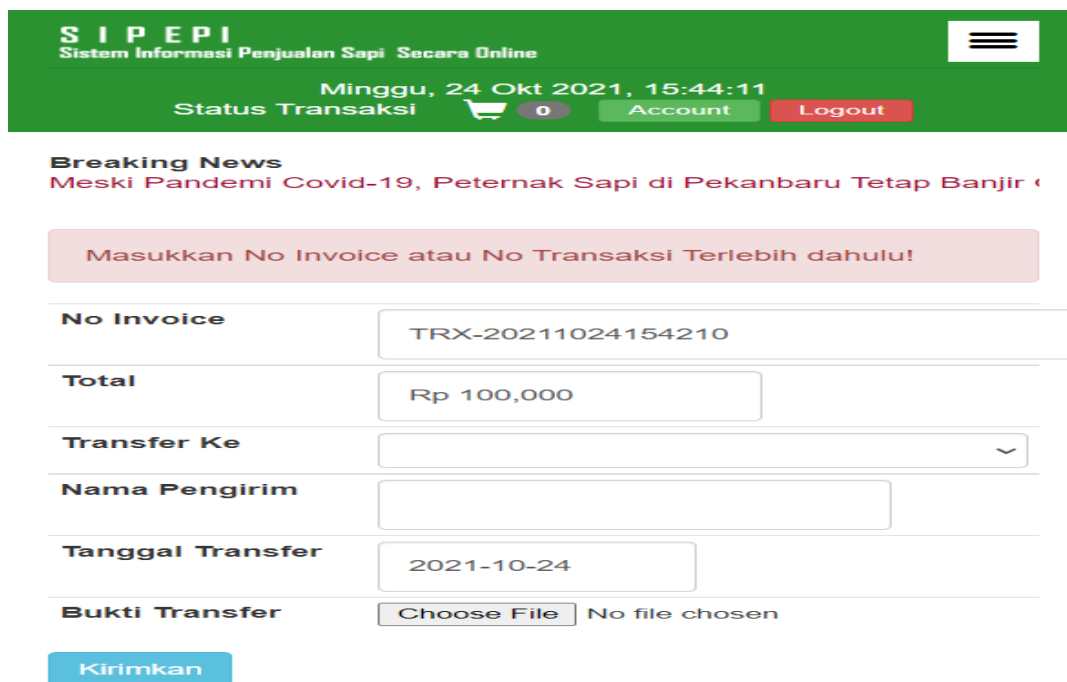 S I P E P I
Sistem Informasi Penjualan Sapi Secara Online
Minggu, 24 Okt 2021, 15:44:11
Status Transaksi 0 Account Logout
Breaking News
Meski Pandemi Covid-19, Peternak Sapi di Pekanbaru Tetap Banjir
Masukkan No Invoice atau No Transaksi Terlebih dahulu!
No Invoice TRX-20211024154210
Total Rp 100,000
Transfer Ke
Nama Pengirim
Tanggal Transfer 2021-10-24
Bukti Transfer Choose File No file chosen
Kirimkan